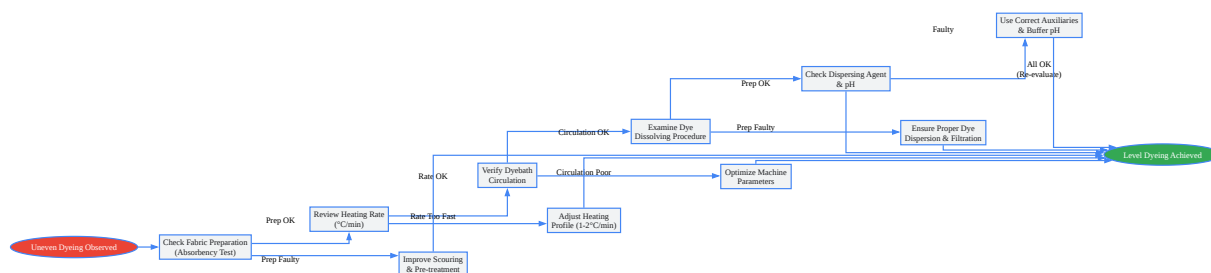 Use Correct Auxiliaries
& Buffer pH
Faulty
All OK
(Re-evaluate)
Check Dispersing Agent
& pH
Prep OK
Examine Dye
Dissolving Procedure
Circulation OK
Prep Faulty
Ensure Proper Dye
Dispersion & Filtration
Level Dyeing Achieved
Verify Dyebath
Circulation
Rate OK
Circulation Poor
Optimize Machine
Parameters
Review Heating Rate
(°C/min)
Prep OK
Rate Too Fast
Adjust Heating
Profile (1-2°C/min)
Uneven Dyeing Observed
Check Fabric Preparation
(Absorbency Test)
Prep Faulty
Improve Scouring
& Pre-treatment